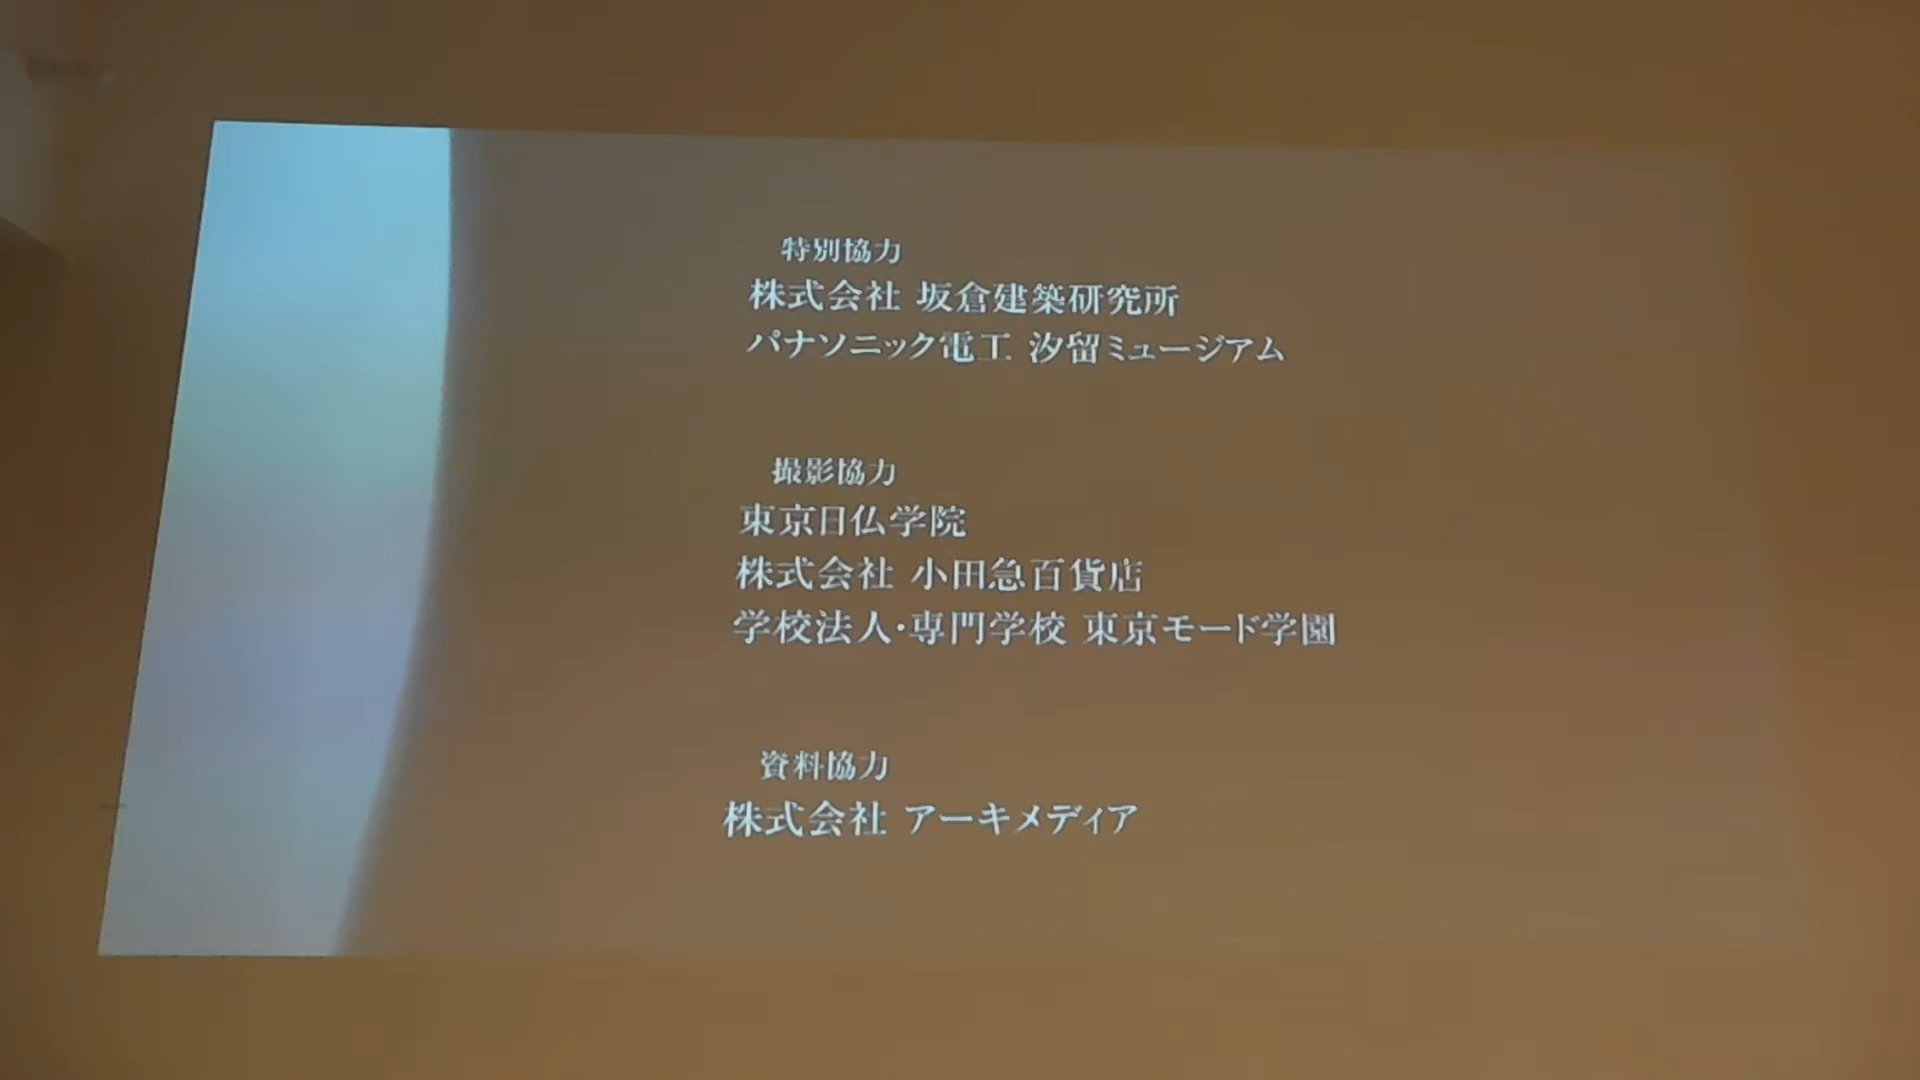 特別協力
株式会社 坂倉建築研究所
パナソニック電工 汐留ミュージアム
撮影協力
東京日仏学院
株式会社 小田急百貨店
学校法人・専門学校 東京モード学園
資料協力
株式会社 アーキメディア